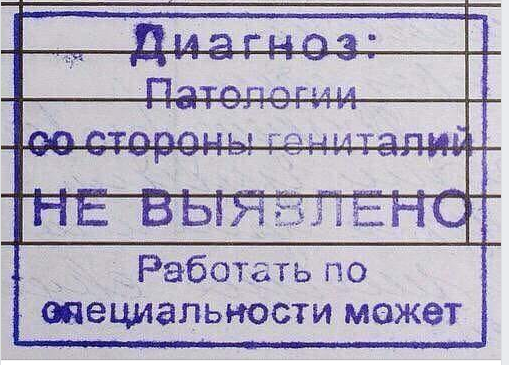 Диагноз:
Патологии
со стороны гениталий
НЕ ВЫЯВЛЕНО
Работать по
специальности может